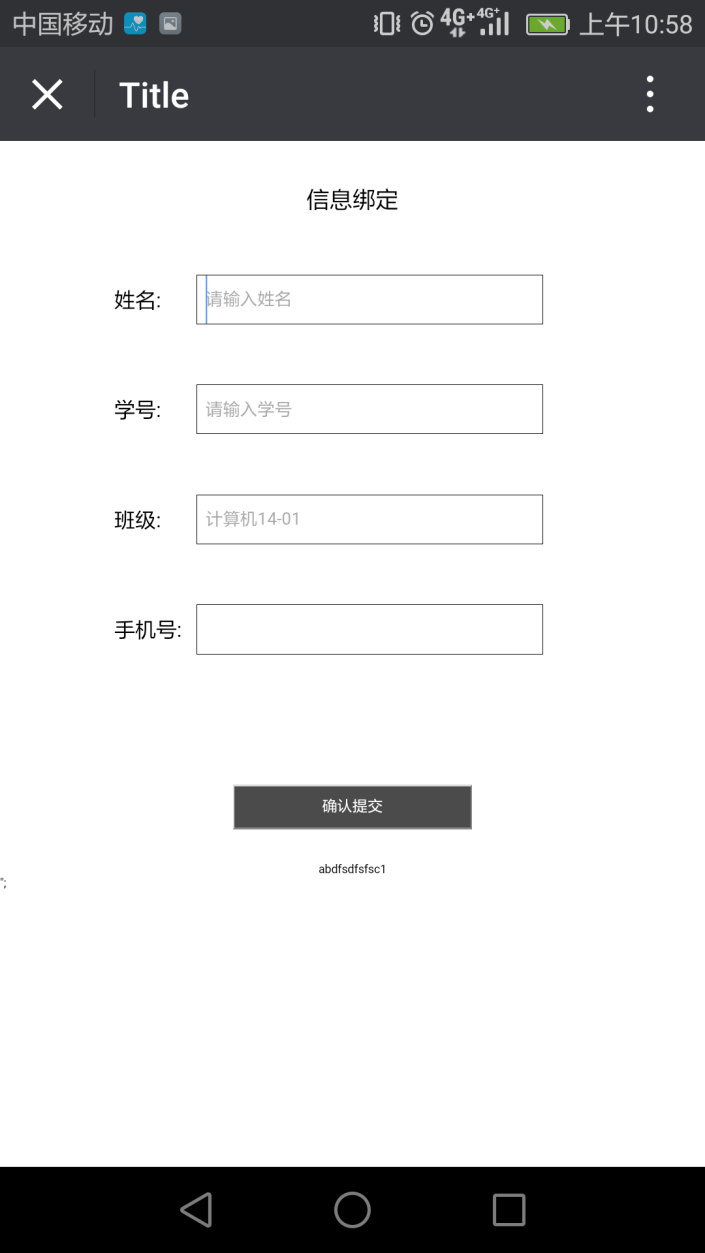 中国移动 4G+ 4G+ 上午10:58
Title
信息绑定
姓名: 请输入姓名
学号: 请输入学号
班级: 计算机14-01
手机号:
确认提交
abdfsdfsfsc1
";